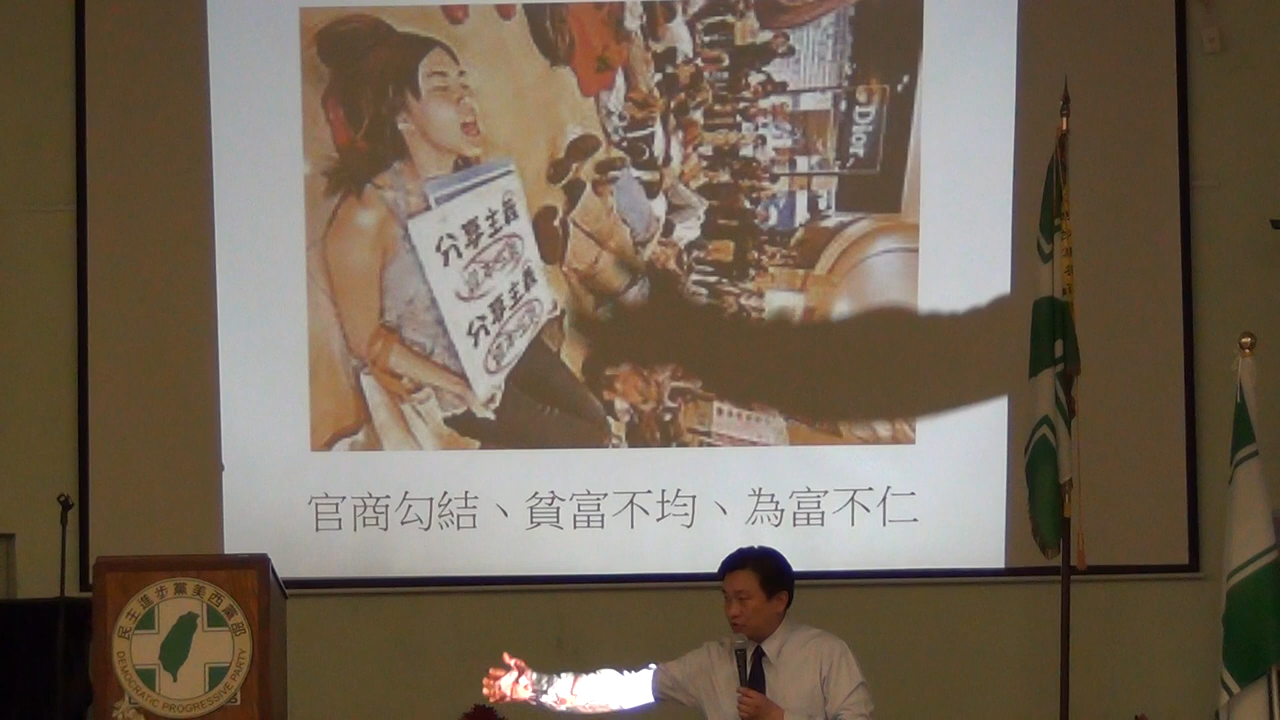 Dior
分享主義
分享主義
官商勾結、貧富不均、為富不仁
民主進步黨美西黨部
DEMOCRATIC PROGRESSIVE PARTY